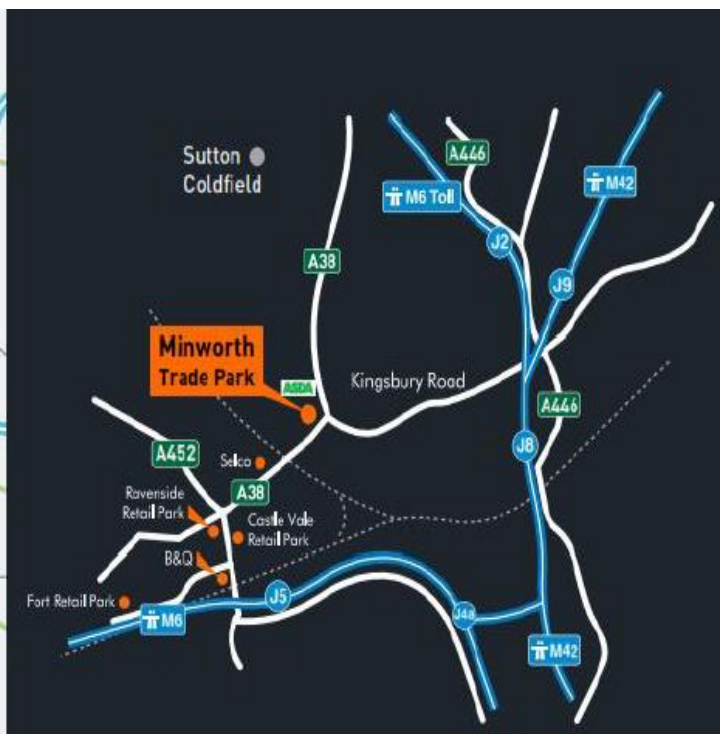 Sutton
Coldfield
A446
M6 Toll
M42
J2
A38
J9
Minworth
Trade Park
ASDA
Kingsbury Road
A446
A452
Selco
J8
A38
Ravenside
Retail Park
Castle Vale
Retail Park
B&Q
Fort Retail Park
J5
M6
J4a
M42